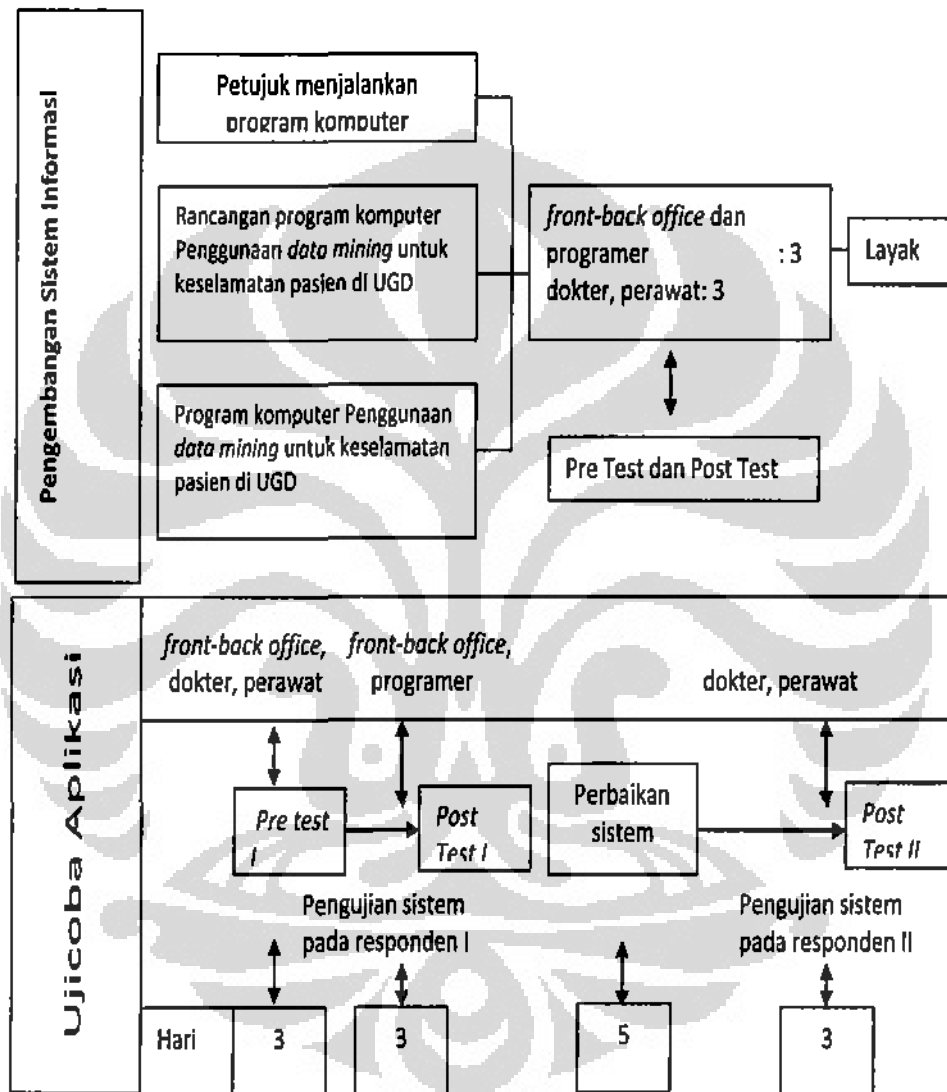 Pengembangan Sistem Informasi
Petujuk menjalankan
program komputer
Rancangan program komputer
Penggunaan data mining untuk
keselamatan pasien di UGD
Program komputer Penggunaan
data mining untuk keselamatan
pasien di UGD
front-back office dan
programer : 3
dokter, perawat: 3
Layak
Pre Test dan Post Test
Ujicoba Aplikasi
front-back office,
dokter, perawat
front-back office,
programer
dokter, perawat
Pre test
I
Post
Test I
Perbaikan
sistem
Post
Test II
Pengujian sistem
pada responden I
Pengujian sistem
pada responden II
Hari
3
3
5
3